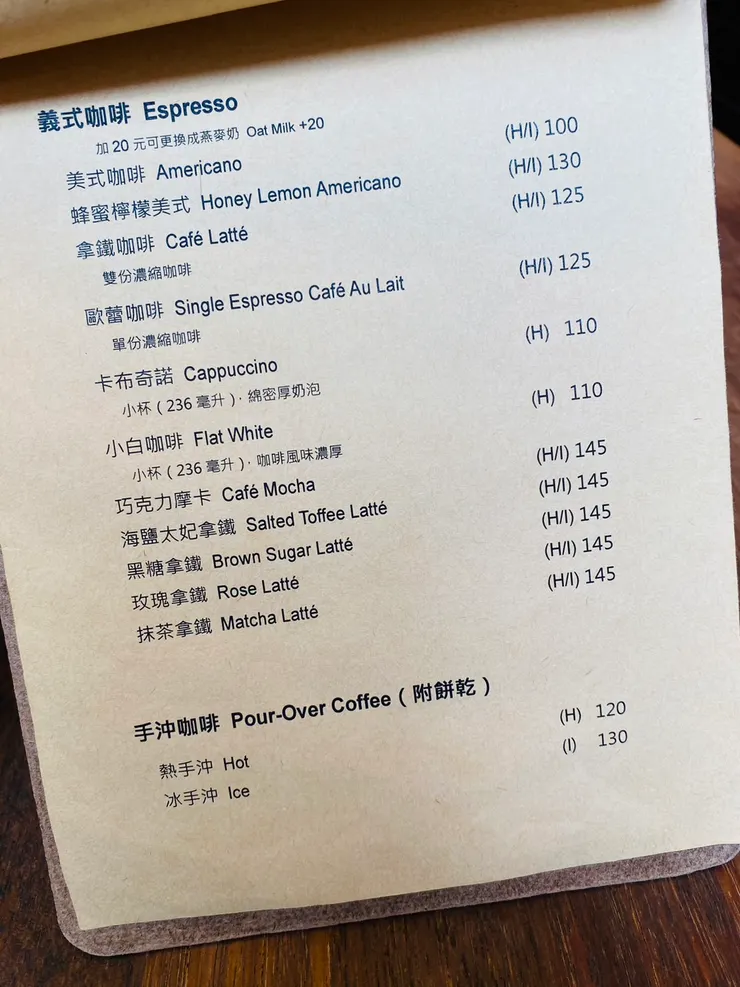 義式咖啡 Espresso
加 20 元可更換成燕麥奶 Oat Milk +20
美式咖啡 Americano (H/I) 100
蜂蜜檸檬美式 Honey Lemon Americano (H/I) 130
拿鐵咖啡 Café Latté (H/I) 125
雙份濃縮咖啡
歐蕾咖啡 Single Espresso Café Au Lait (H/I) 125
單份濃縮咖啡
卡布奇諾 Cappuccino (H) 110
小杯 ( 236 毫升 )，綿密厚奶泡
小白咖啡 Flat White (H) 110
小杯 ( 236 毫升 )，咖啡風味濃厚
巧克力摩卡 Café Mocha (H/I) 145
海鹽太妃拿鐵 Salted Toffee Latté (H/I) 145
黑糖拿鐵 Brown Sugar Latté (H/I) 145
玫瑰拿鐵 Rose Latté (H/I) 145
抹茶拿鐵 Matcha Latté (H/I) 145
手沖咖啡 Pour-Over Coffee ( 附餅乾 )
熱手沖 Hot (H) 120
冰手沖 Ice (I) 130